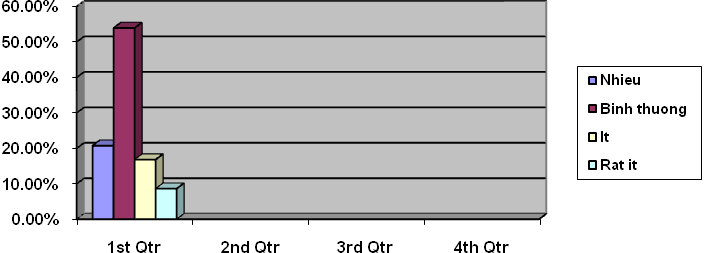 60.00%
50.00%
40.00%
30.00%
20.00%
10.00%
0.00%
1st Qtr 2nd Qtr 3rd Qtr 4th Qtr
Nhieu
Binh thuong
It
Rat it